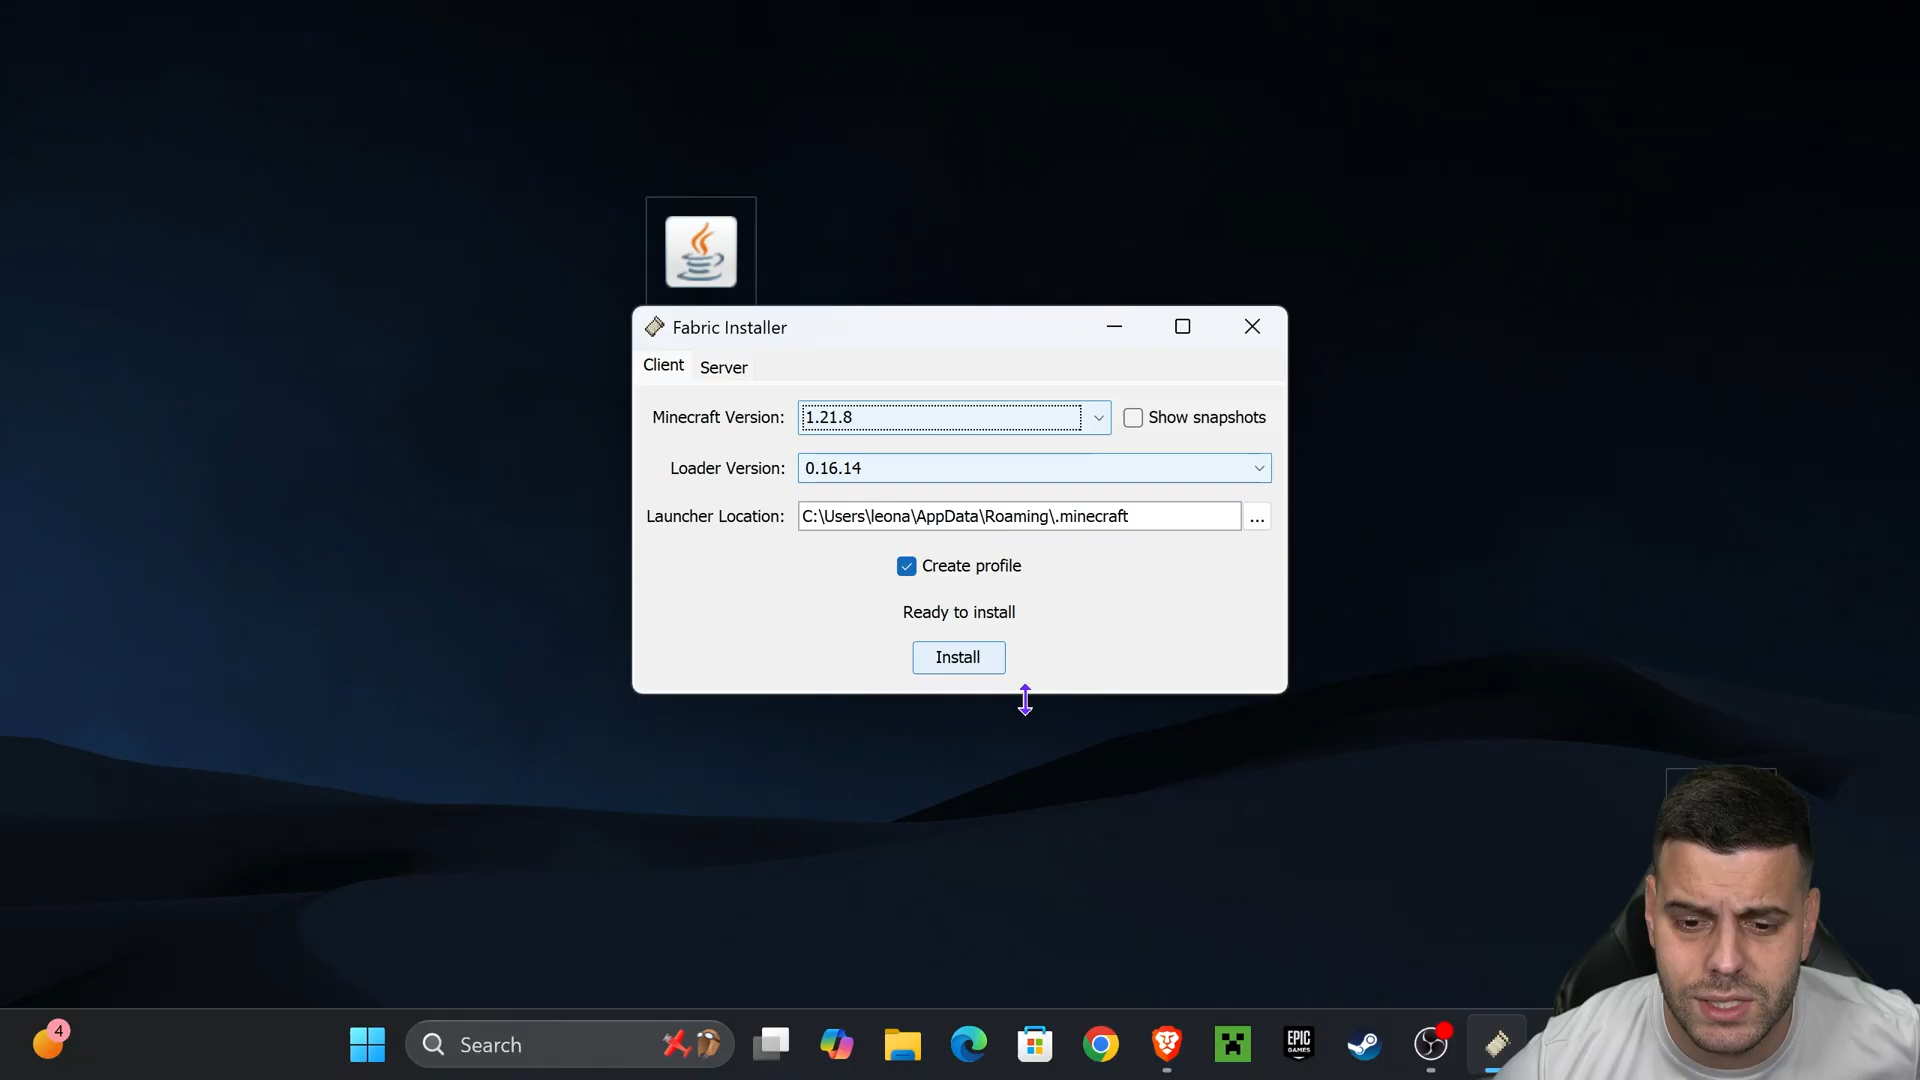 Fabric Installer
Client
Server
Minecraft Version:
1.21.8
Show snapshots
Loader Version:
0.16.14
Launcher Location:
C:\Users\leona\AppData\Roaming\.minecraft
...
Create profile
Ready to install
Install
4
Search
EPIC
GAMES